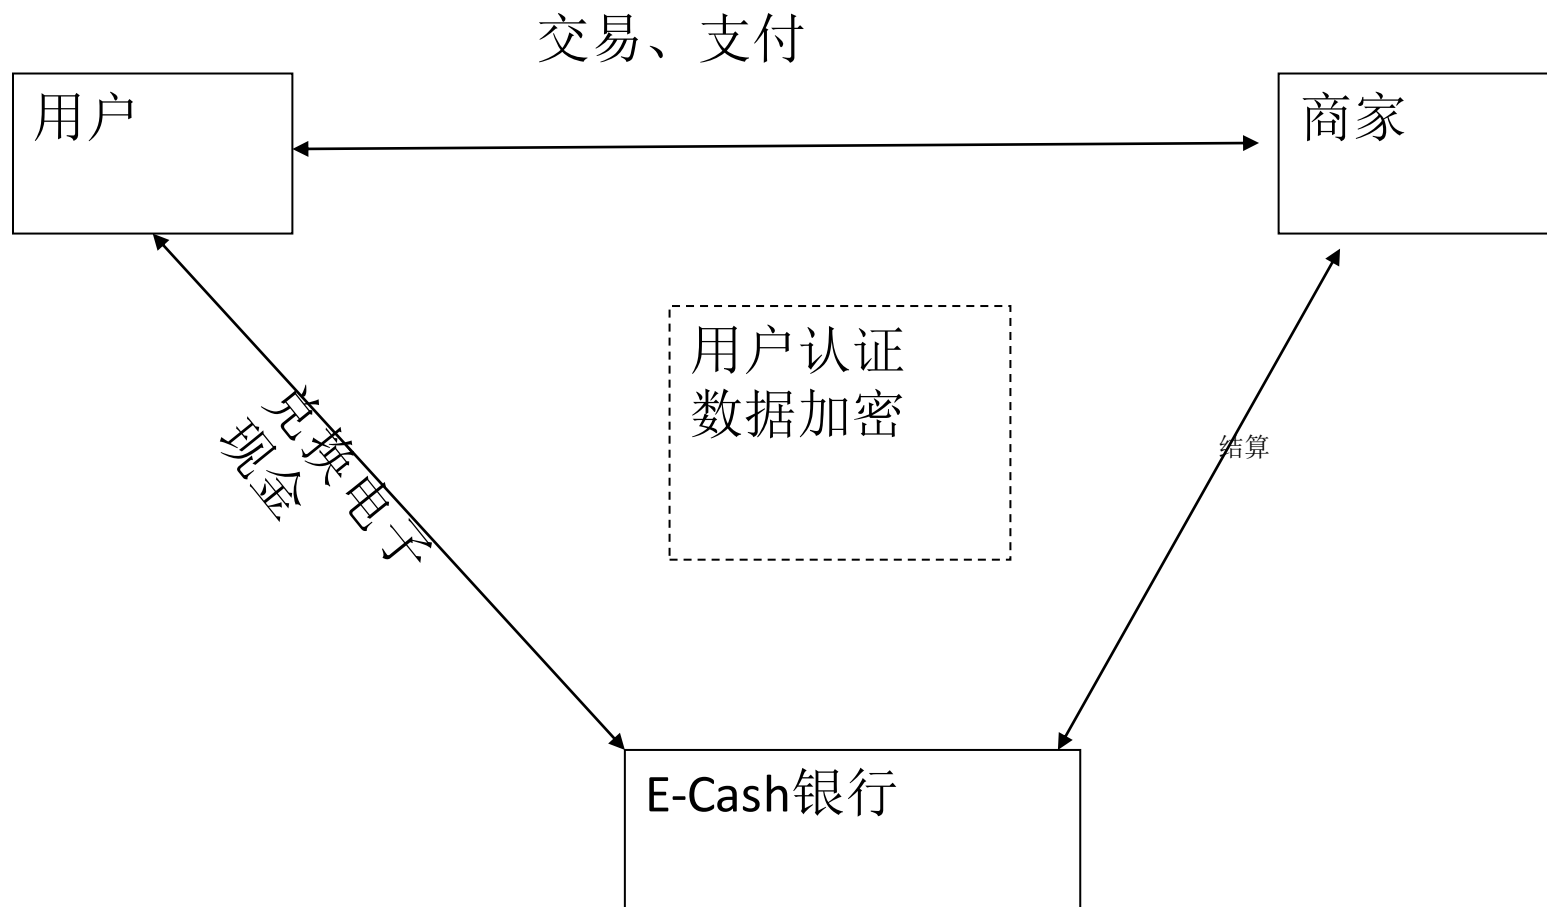 交易、支付
用户
商家
用户认证
数据加密
兑换电子
现金
结算
E-Cash银行